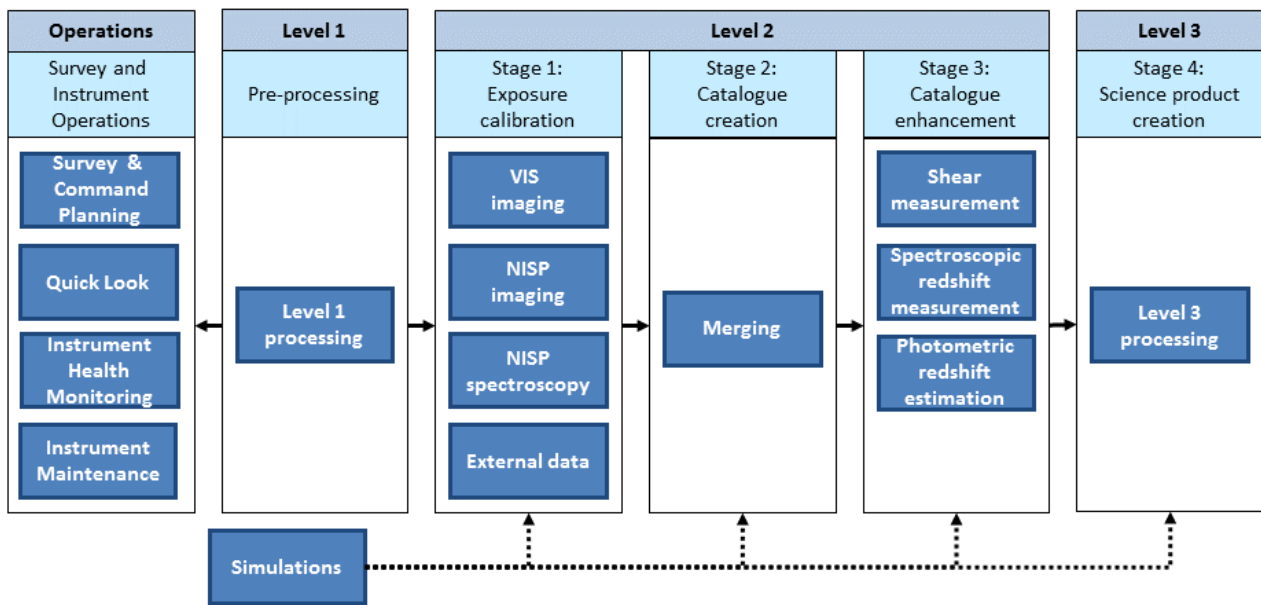 Operations
Survey and
Instrument
Operations
Survey &
Command
Planning
Quick Look
Instrument
Health
Monitoring
Instrument
Maintenance
Level 1
Pre-processing
Level 1
processing
Level 2
Stage 1:
Exposure
calibration
VIS
imaging
NISP
imaging
NISP
spectroscopy
External data
Stage 2:
Catalogue
creation
Merging
Stage 3:
Catalogue
enhancement
Shear
measurement
Spectroscopic
redshift
measurement
Photometric
redshift
estimation
Level 3
Stage 4:
Science product
creation
Level 3
processing
Simulations